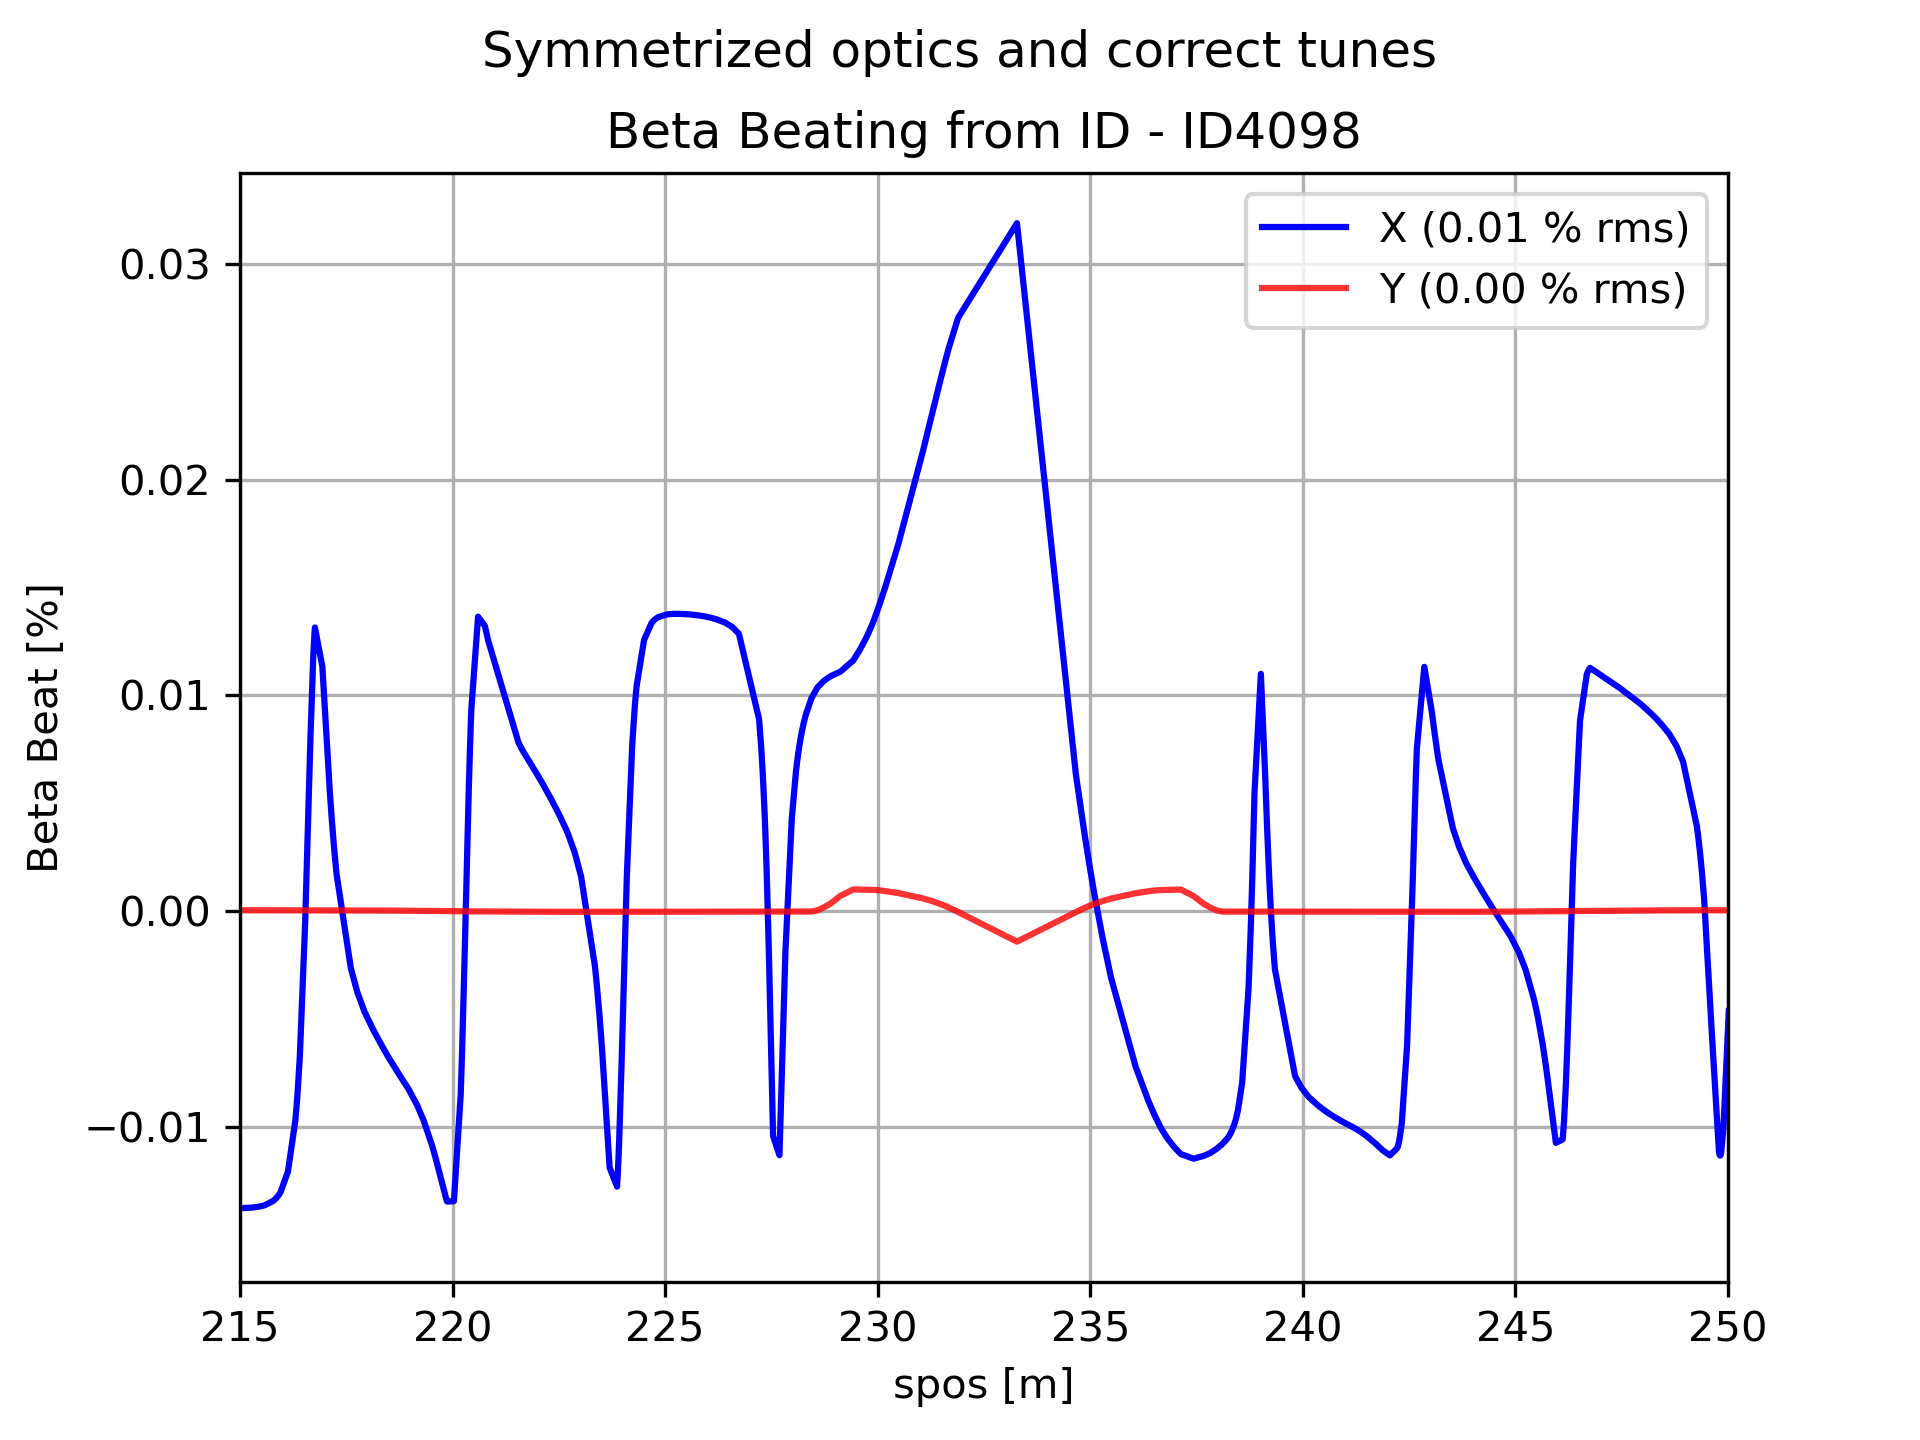 Symmetrized optics and correct tunes
Beta Beating from ID - ID4098
X (0.01 % rms)
Y (0.00 % rms)
0.03
0.02
0.01
0.00
−0.01
Beta Beat [%]
215 220 225 230 235 240 245 250
spos [m]